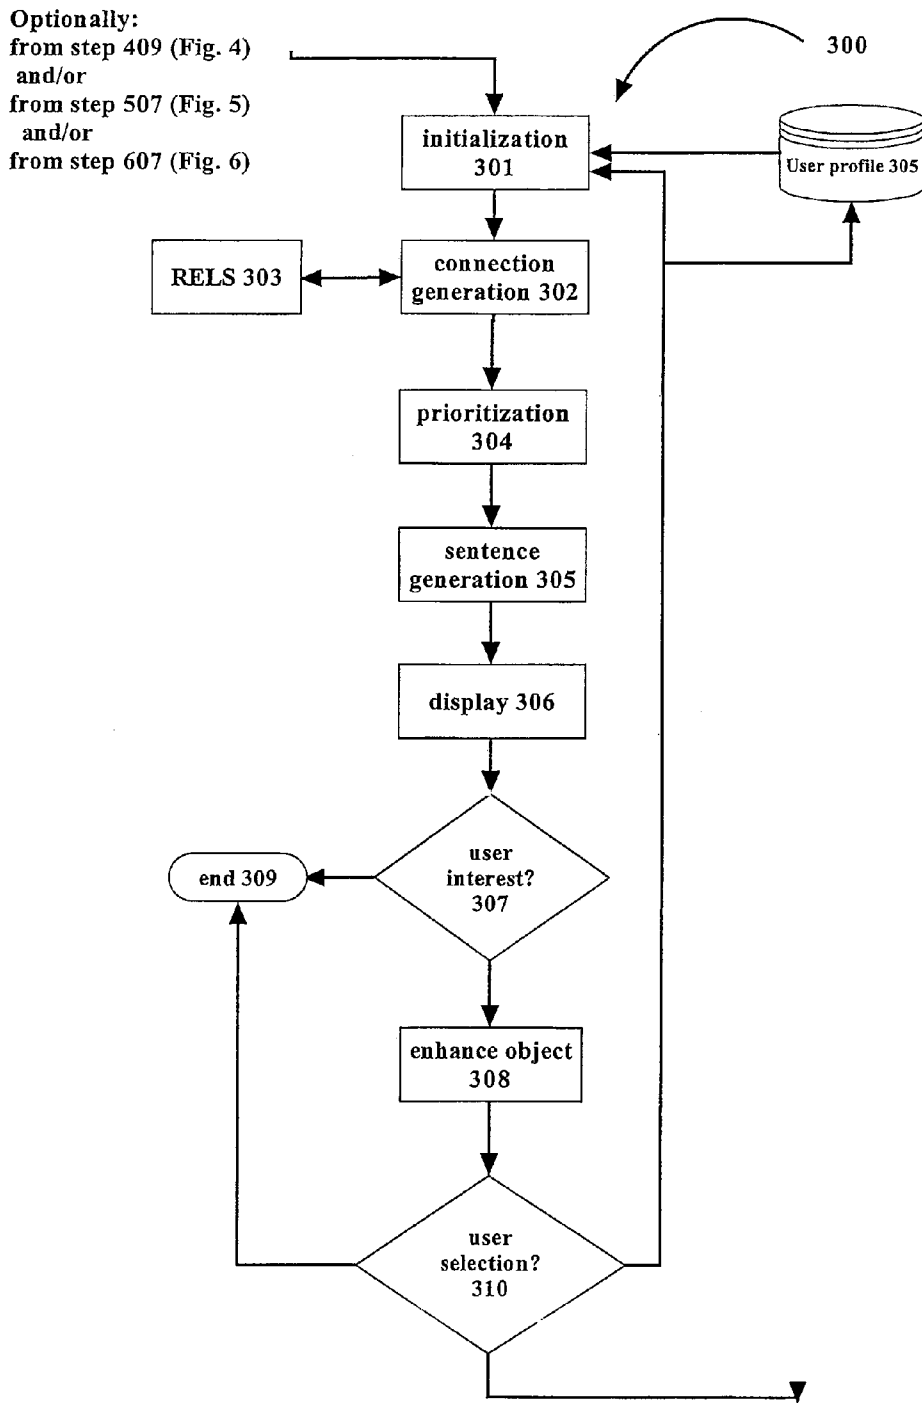 Optionally:
from step 409 (Fig. 4)
and/or
from step 507 (Fig. 5)
and/or
from step 607 (Fig. 6)
300
initialization
301
User profile 305
RELS 303
connection
generation 302
prioritization
304
sentence
generation 305
display 306
user
interest?
307
end 309
enhance object
308
user
selection?
310